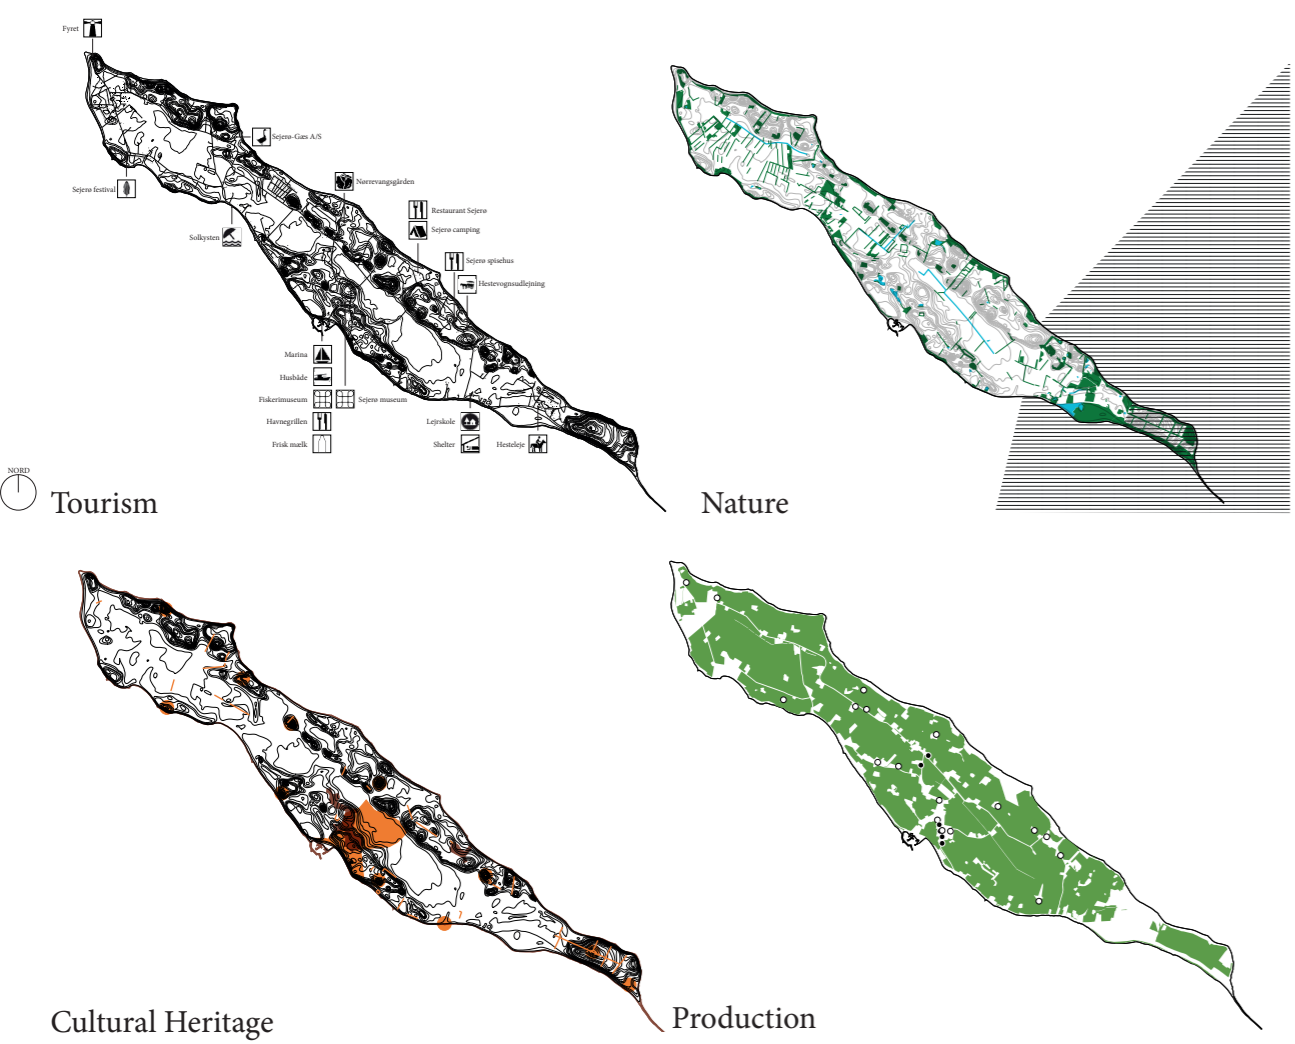 Fyret
Sejerø-Gæs A/S
Nørrevangsgården
Sejerø festival
Restaurant Sejerø
Sejerø camping
Solkysten
Sejerø spisehus
Hestevognsudlejning
Marina
Husbåde
Fiskerimuseum
Sejerø museum
Havnegrillen
Lejrskole
Frisk mælk
Shelter
Hesteleje
NORD
Tourism
Nature
Cultural Heritage
Production